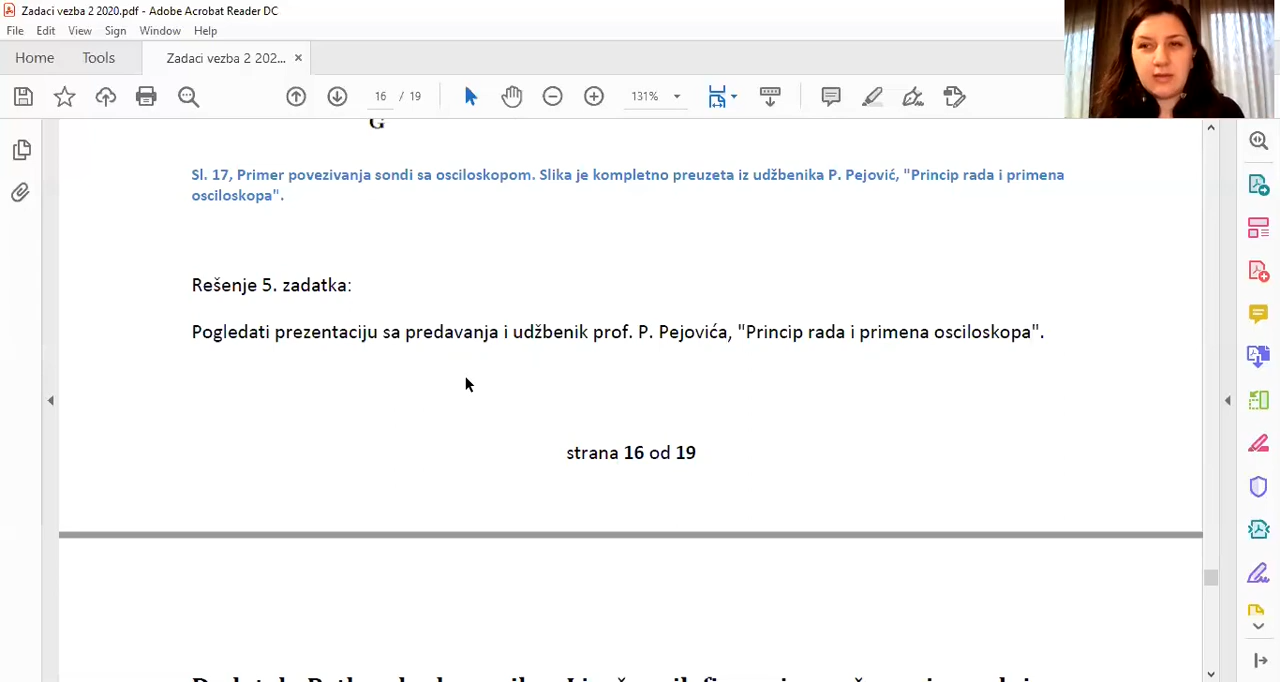 Zadaci vezba 2 2020.pdf - Adobe Acrobat Reader DC
File Edit View Sign Window Help
Home Tools Zadaci vezba 2 202... ×
16 / 19 131%
G
Sl. 17, Primer povezivanja sondi sa osciloskopom. Slika je kompletno preuzeta iz udžbenika P. Pejović, "Princip rada i primena
osciloskopa".
Rešenje 5. zadatka:
Pogledati prezentaciju sa predavanja i udžbenik prof. P. Pejovića, "Princip rada i primena osciloskopa".
strana 16 od 19